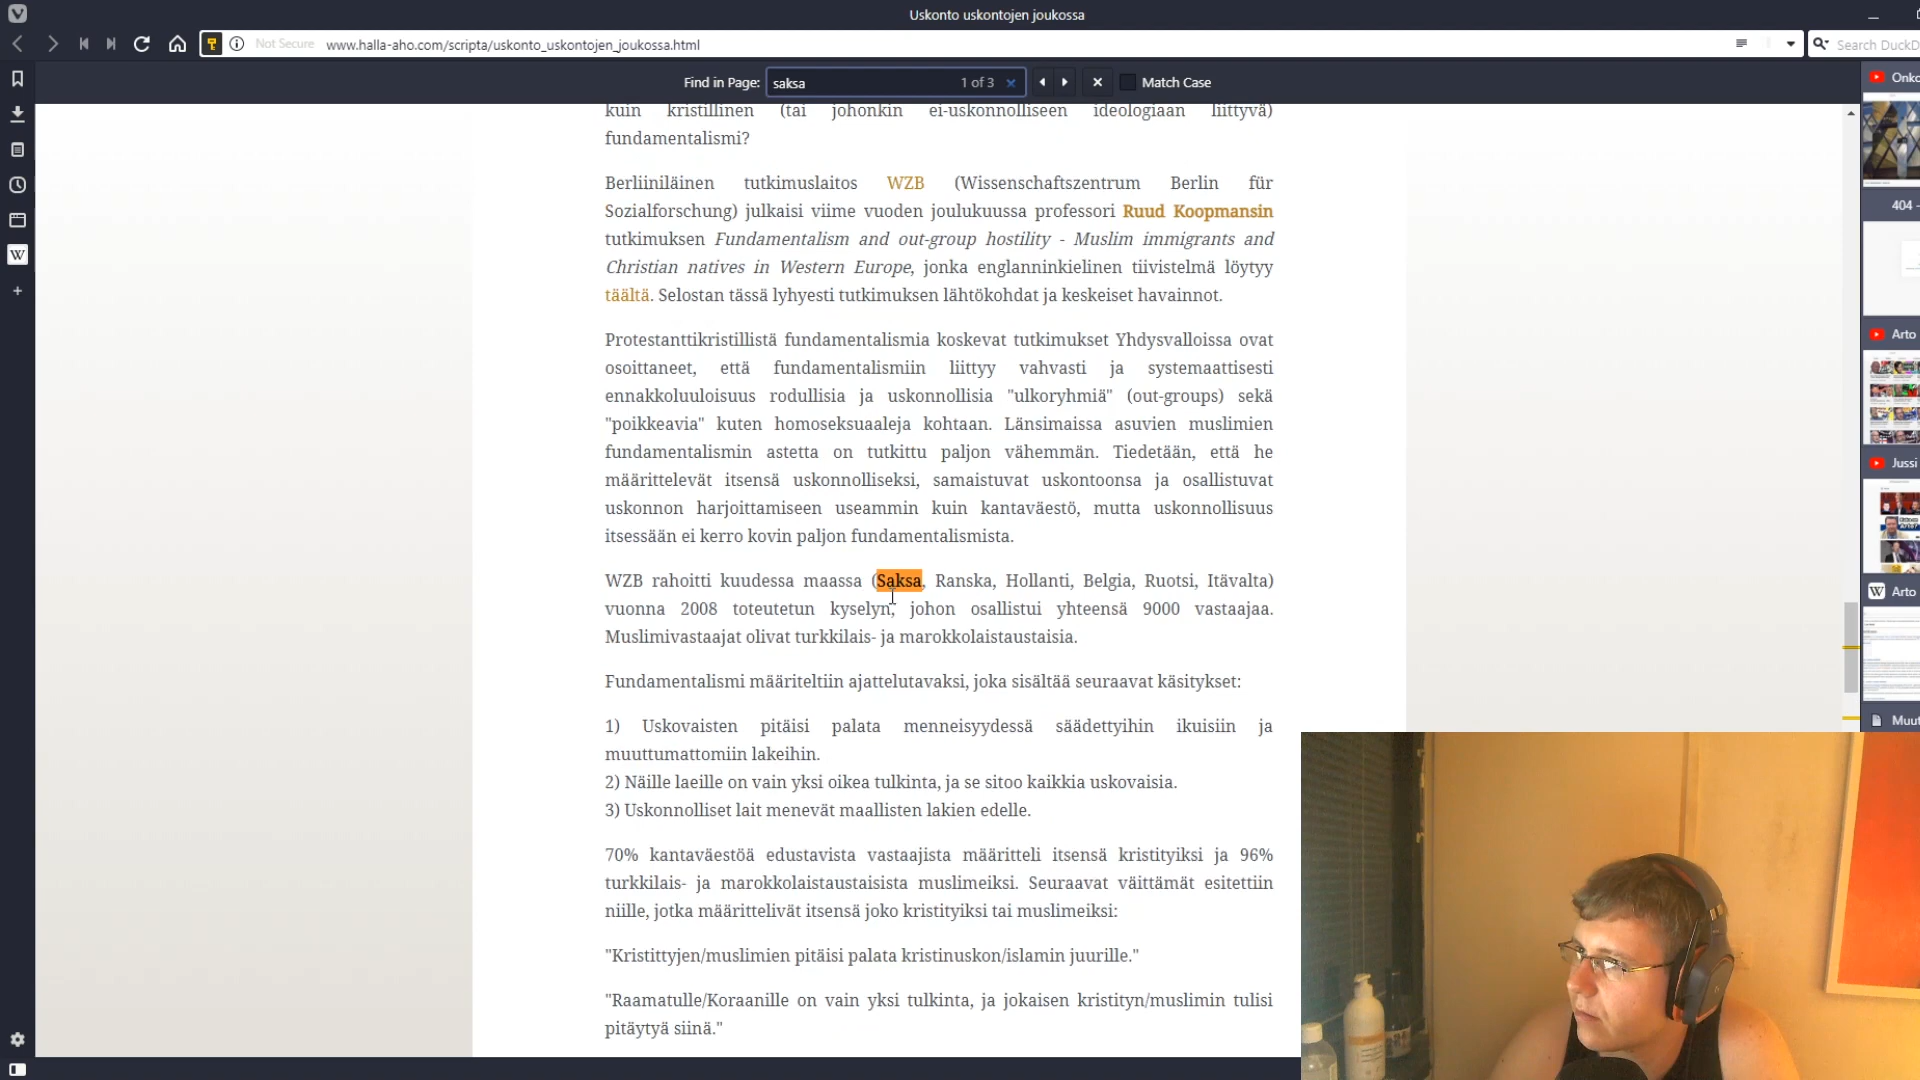 Uskonto uskontojen joukossa
Not Secure www.halla-aho.com/scripta/uskonto_uskontojen_joukossa.html Search DuckD
Find in Page: saksa 1 of 3 Match Case
kuin kristillinen (tai johonkin ei-uskonnolliseen ideologiaan liittyvä)
fundamentalismi?
Berliiniläinen tutkimuslaitos WZB (Wissenschaftszentrum Berlin für
Sozialforschung) julkaisi viime vuoden joulukuussa professori Ruud Koopmansin
tutkimuksen Fundamentalism and out-group hostility - Muslim immigrants and
Christian natives in Western Europe, jonka englanninkielinen tiivistelmä löytyy
täältä. Selostan tässä lyhyesti tutkimuksen lähtökohdat ja keskeiset havainnot.
Protestanttikristillistä fundamentalismia koskevat tutkimukset Yhdysvalloissa ovat
osoittaneet, että fundamentalismiin liittyy vahvasti ja systemaattisesti
ennakkoluuloisuus rodullisia ja uskonnollisia "ulkoryhmiä" (out-groups) sekä
"poikkeavia" kuten homoseksuaaleja kohtaan. Länsimaissa asuvien muslimien
fundamentalismin astetta on tutkittu paljon vähemmän. Tiedetään, että he
määrittelevät itsensä uskonnolliseksi, samaistuvat uskontoonsa ja osallistuvat
uskonnon harjoittamiseen useammin kuin kantaväestö, mutta uskonnollisuus
itsessään ei kerro kovin paljon fundamentalismista.
WZB rahoitti kuudessa maassa (Saksa, Ranska, Hollanti, Belgia, Ruotsi, Itävalta)
vuonna 2008 toteutetun kyselyn, johon osallistui yhteensä 9000 vastaajaa.
Muslimivastaajat olivat turkkilais- ja marokkolaistaustaisia.
Fundamentalismi määriteltiin ajattelutavaksi, joka sisältää seuraavat käsitykset:
1) Uskovaisten pitäisi palata menneisyydessä säädettyihin ikuisiin ja
muuttumattomiin lakeihin.
2) Näille laeille on vain yksi oikea tulkinta, ja se sitoo kaikkia uskovaisia.
3) Uskonnolliset lait menevät maallisten lakien edelle.
70% kantaväestöä edustavista vastaajista määritteli itsensä kristityiksi ja 96%
turkkilais- ja marokkolaistaustaisista muslimeiksi. Seuraavat väittämät esitettiin
niille, jotka määrittelivät itsensä joko kristityiksi tai muslimeiksi:
"Kristittyjen/muslimien pitäisi palata kristinuskon/islamin juurille."
"Raamatulle/Koraanille on vain yksi tulkinta, ja jokaisen kristityn/muslimin tulisi
pitäytyä siinä."
Onko
404 -
Arto
Jussi
W Arto
Muut
W